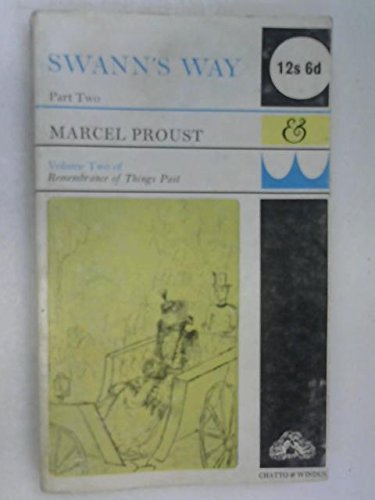 SWANN'S WAY
12s 6d
Part Two
MARCEL PROUST
&
Volume Two of
Remembrance of Things Past
CHATTO & WINDUS